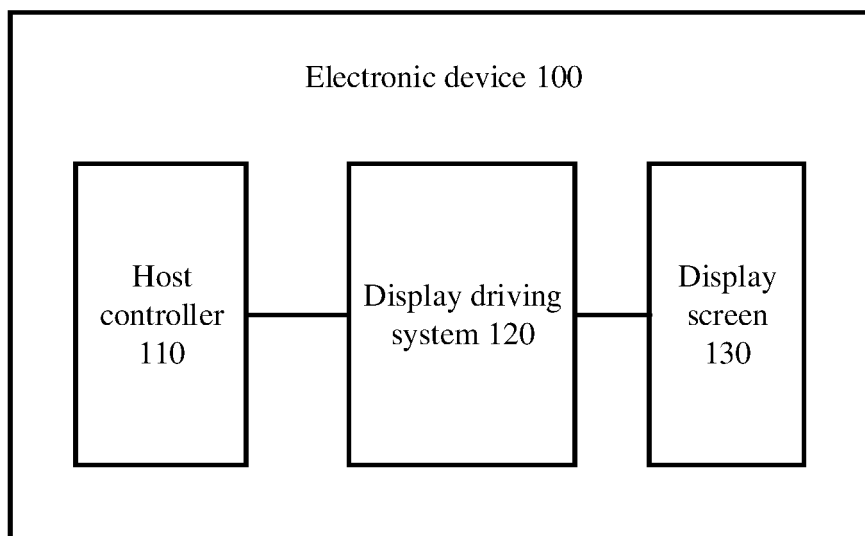 Electronic device 100
Host
controller
110
Display driving
system 120
Display
screen
130